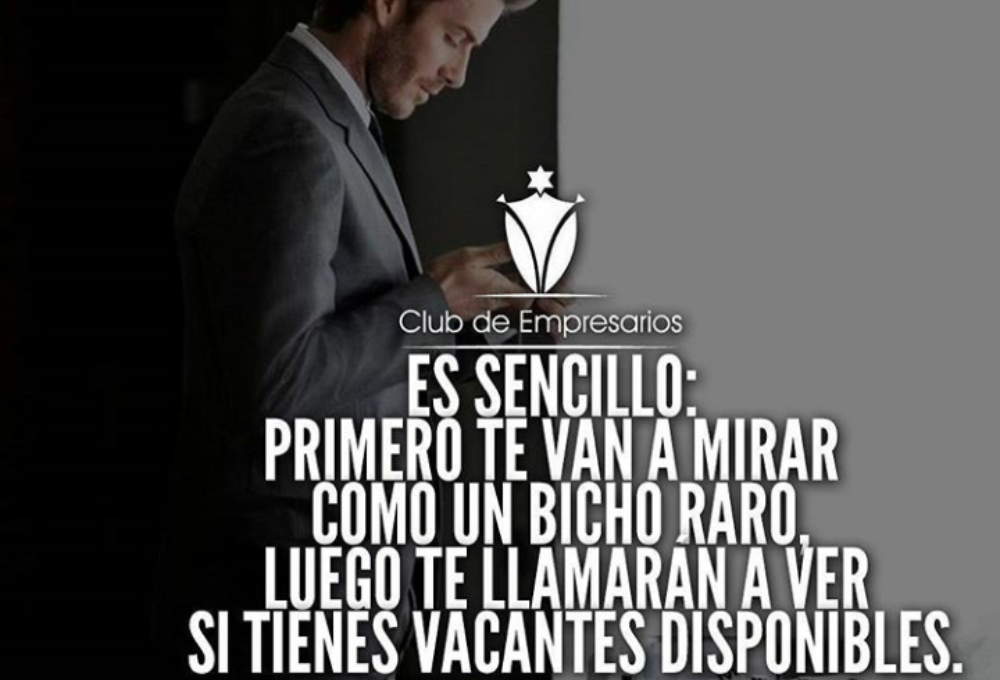 Club de Empresarios
ES SENCILLO:
PRIMERO TE VAN A MIRAR
COMO UN BICHO RARO,
LUEGO TE LLAMARÁN A VER
SI TIENES VACANTES DISPONIBLES.